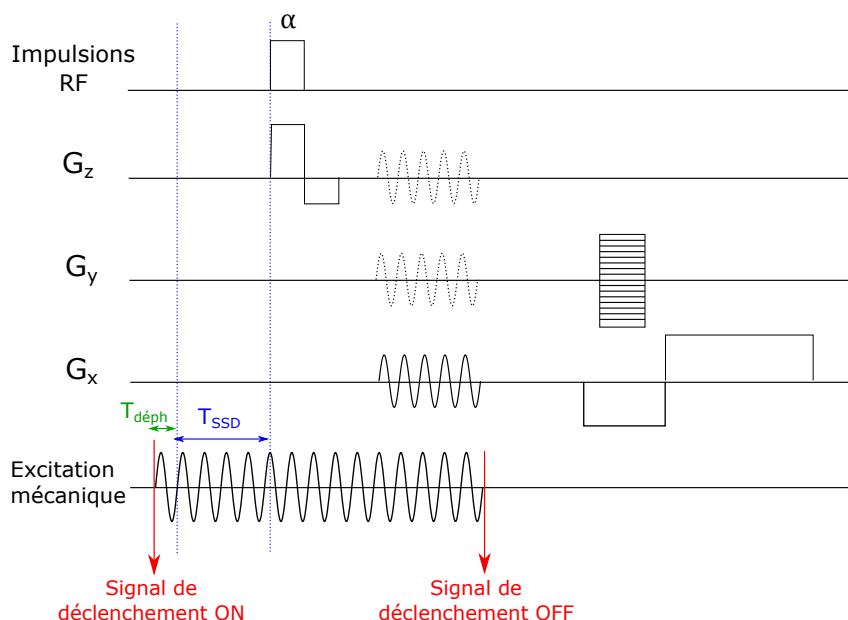 α
Impulsions
RF
Gz
Gy
Gx
Tdéph
TSSD
Excitation
mécanique
Signal de
déclenchement ON
Signal de
déclenchement OFF